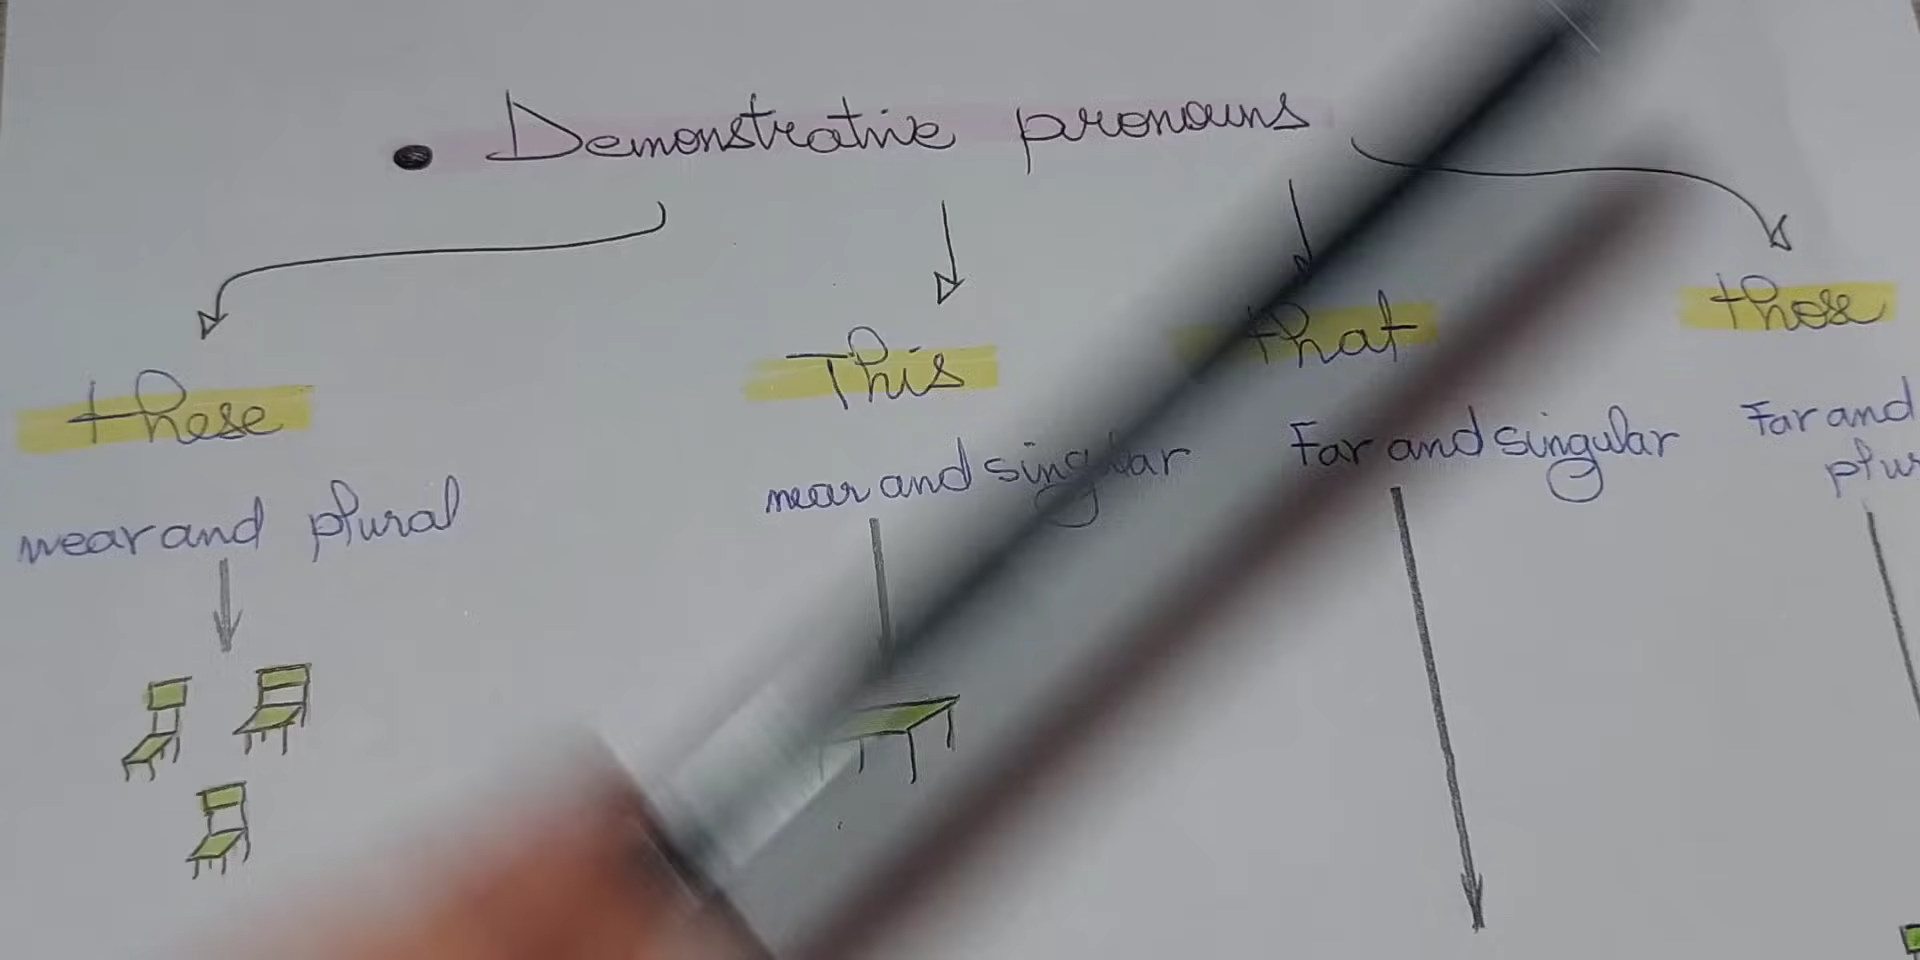 • Demonstrative pronouns
these
This
that
those
near and plural
near and singular
Far and singular
Far and